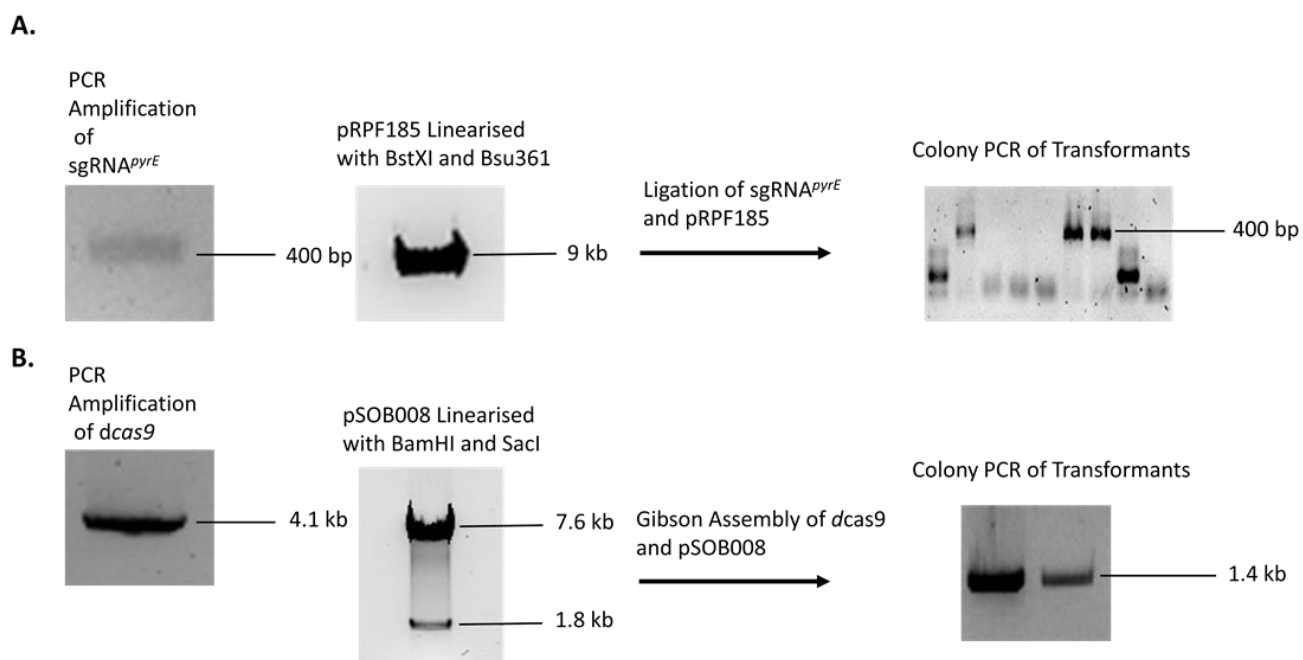 A.
PCR
Amplification
of
sgRNApyrE
400 bp
pRPF185 Linearised
with BstXI and Bsu361
9 kb
Ligation of sgRNApyrE
and pRPF185
Colony PCR of Transformants
400 bp
B.
PCR
Amplification
of dcas9
4.1 kb
pSOB008 Linearised
with BamHI and SacI
7.6 kb
1.8 kb
Gibson Assembly of dcas9
and pSOB008
Colony PCR of Transformants
1.4 kb